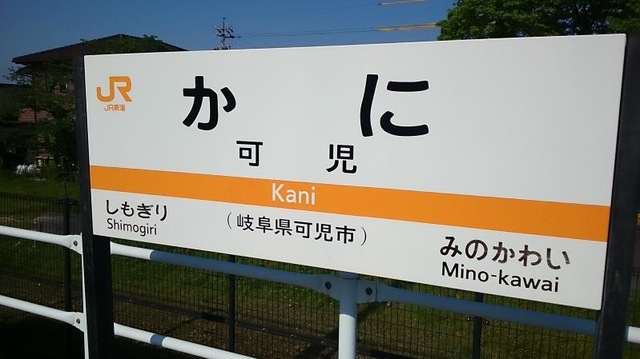 JR
JR東海
かに
可児
Kani
しもぎり
Shimogiri
（岐阜県可児市）
みのかわい
Mino-kawai